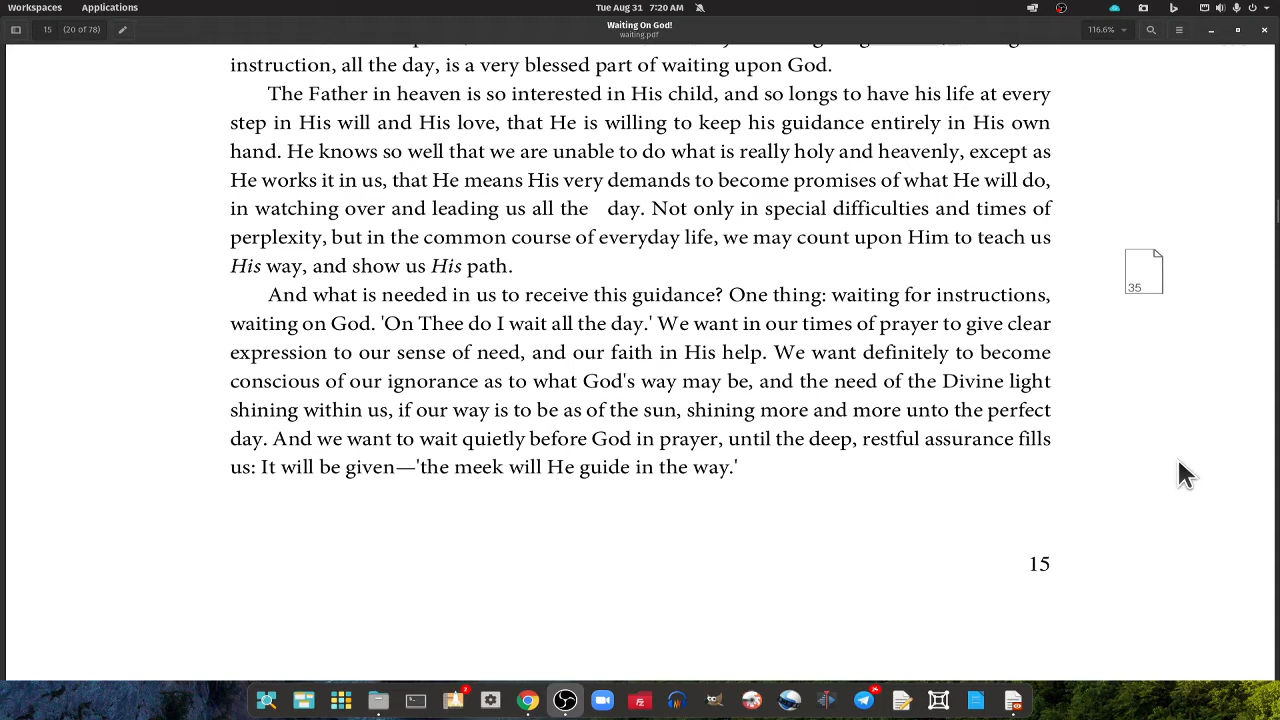 Workspaces Applications Tue Aug 31 7:20 AM
15 (20 of 78) Waiting On God! 116.6%
waiting.pdf
instruction, all the day, is a very blessed part of waiting upon God.
The Father in heaven is so interested in His child, and so longs to have his life at every
step in His will and His love, that He is willing to keep his guidance entirely in His own
hand. He knows so well that we are unable to do what is really holy and heavenly, except as
He works it in us, that He means His very demands to become promises of what He will do,
in watching over and leading us all the day. Not only in special difficulties and times of
perplexity, but in the common course of everyday life, we may count upon Him to teach us
His way, and show us His path.
35
And what is needed in us to receive this guidance? One thing: waiting for instructions,
waiting on God. 'On Thee do I wait all the day.' We want in our times of prayer to give clear
expression to our sense of need, and our faith in His help. We want definitely to become
conscious of our ignorance as to what God's way may be, and the need of the Divine light
shining within us, if our way is to be as of the sun, shining more and more unto the perfect
day. And we want to wait quietly before God in prayer, until the deep, restful assurance fills
us: It will be given—'the meek will He guide in the way.'
15